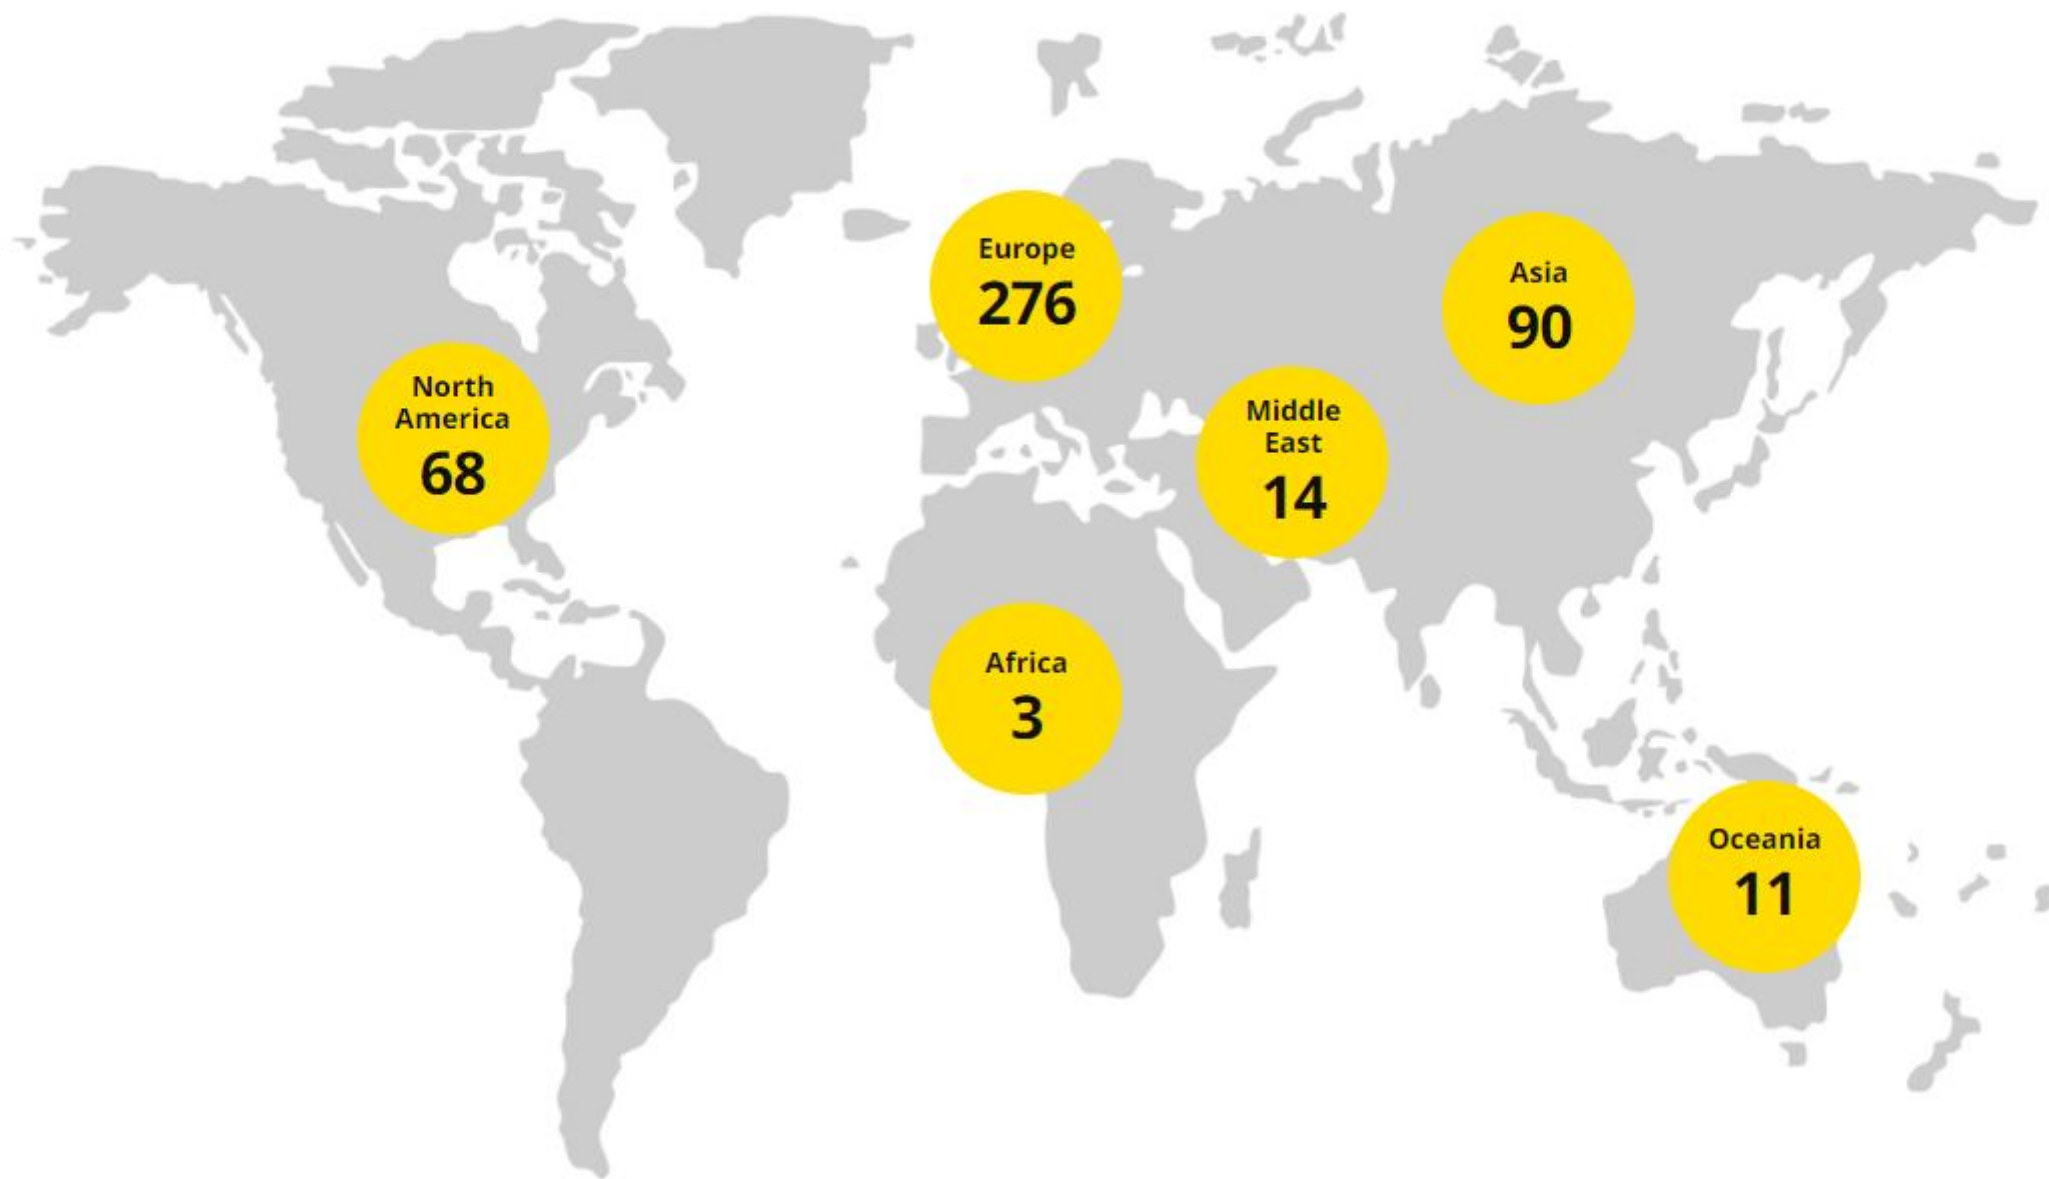 Europe
276
Asia
90
North
America
68
Middle
East
14
Africa
3
Oceania
11